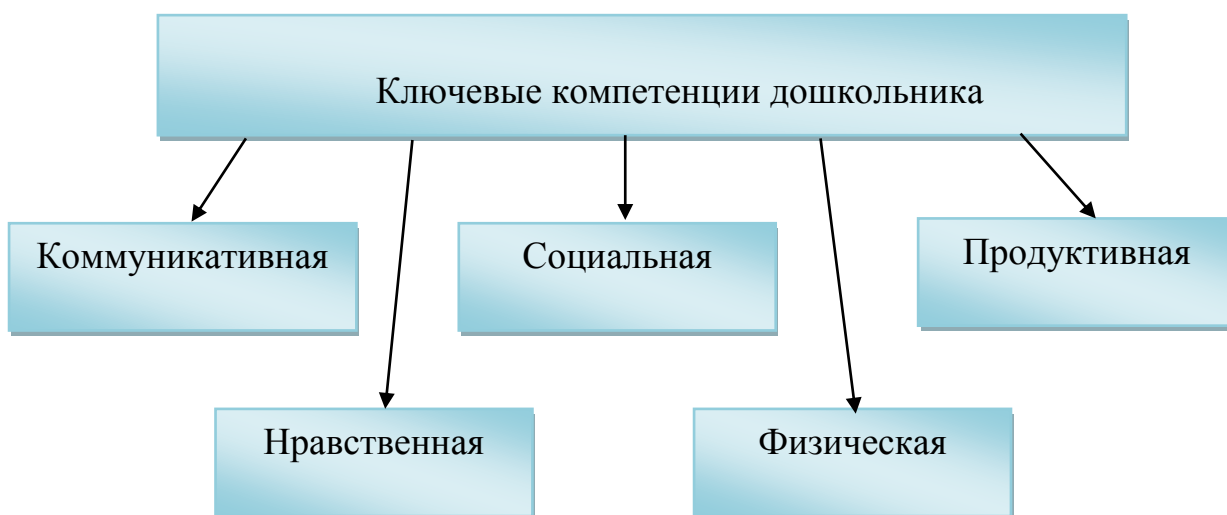 Ключевые компетенции дошкольника
Коммуникативная
Социальная
Продуктивная
Нравственная
Физическая